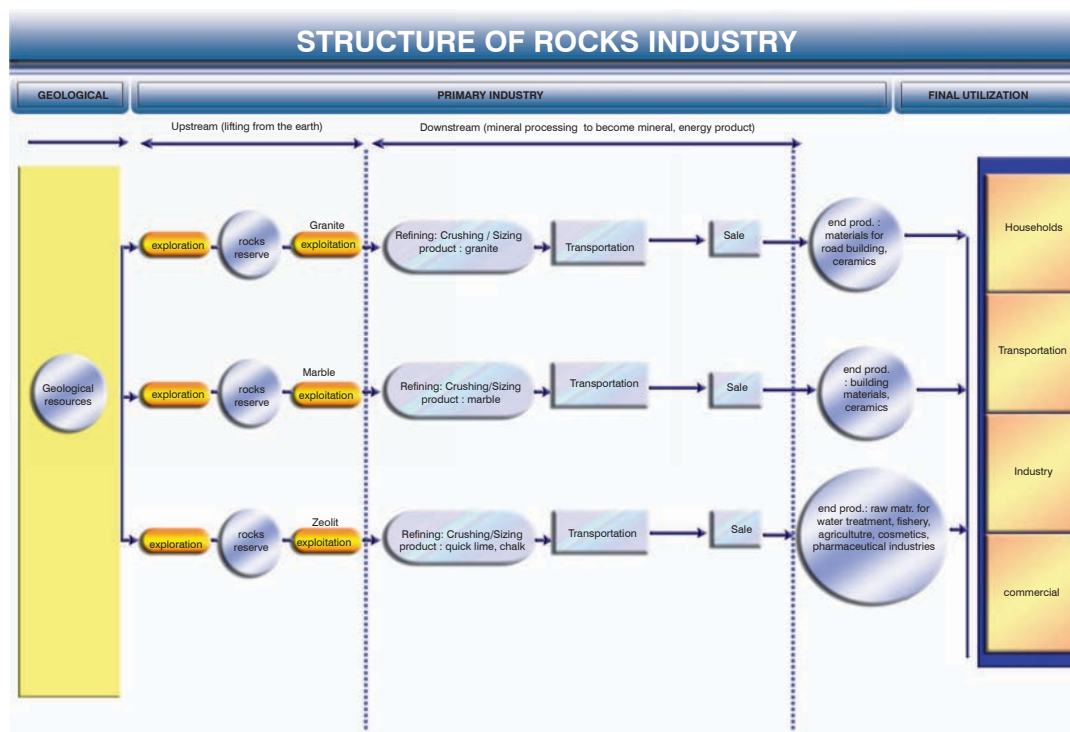 STRUCTURE OF ROCKS INDUSTRY
GEOLOGICAL
PRIMARY INDUSTRY
FINAL UTILIZATION
Upstream (lifting from the earth)
Downstream (mineral processing to become mineral, energy product)
Geological
resources
exploration
rocks
reserve
Granite
exploitation
Refining: Crushing / Sizing
product : granite
Transportation
Sale
end prod. :
materials for
road building,
ceramics
exploration
rocks
reserve
Marble
exploitation
Refining: Crushing/Sizing
product : marble
Transportation
Sale
end prod.
: building
materials,
ceramics
exploration
rocks
reserve
Zeolit
exploitation
Refining: Crushing/Sizing
product : quick lime, chalk
Transportation
Sale
end prod.: raw matr. for
water treatment, fishery,
agricultutre, cosmetics,
pharmaceutical industries
Households
Transportation
Industry
commercial